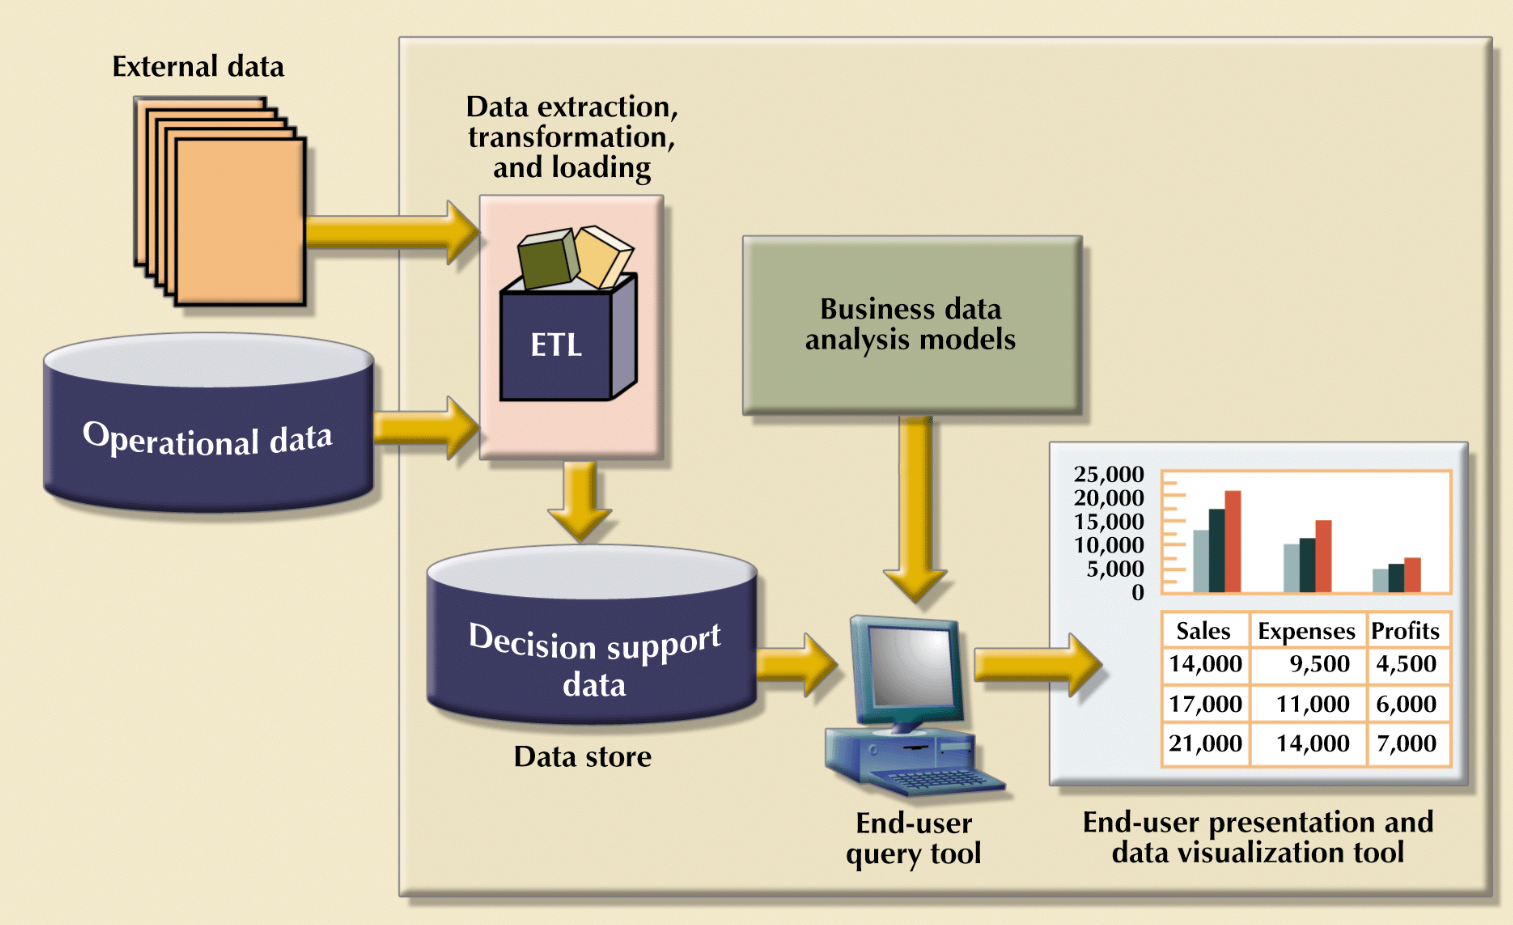 External data
Data extraction,
transformation,
and loading
ETL
Operational data
Business data
analysis models
Decision support
data
Data store
End-user
query tool
25,000
20,000
15,000
10,000
5,000
0
Sales Expenses Profits
14,000 9,500 4,500
17,000 11,000 6,000
21,000 14,000 7,000
End-user presentation and
data visualization tool